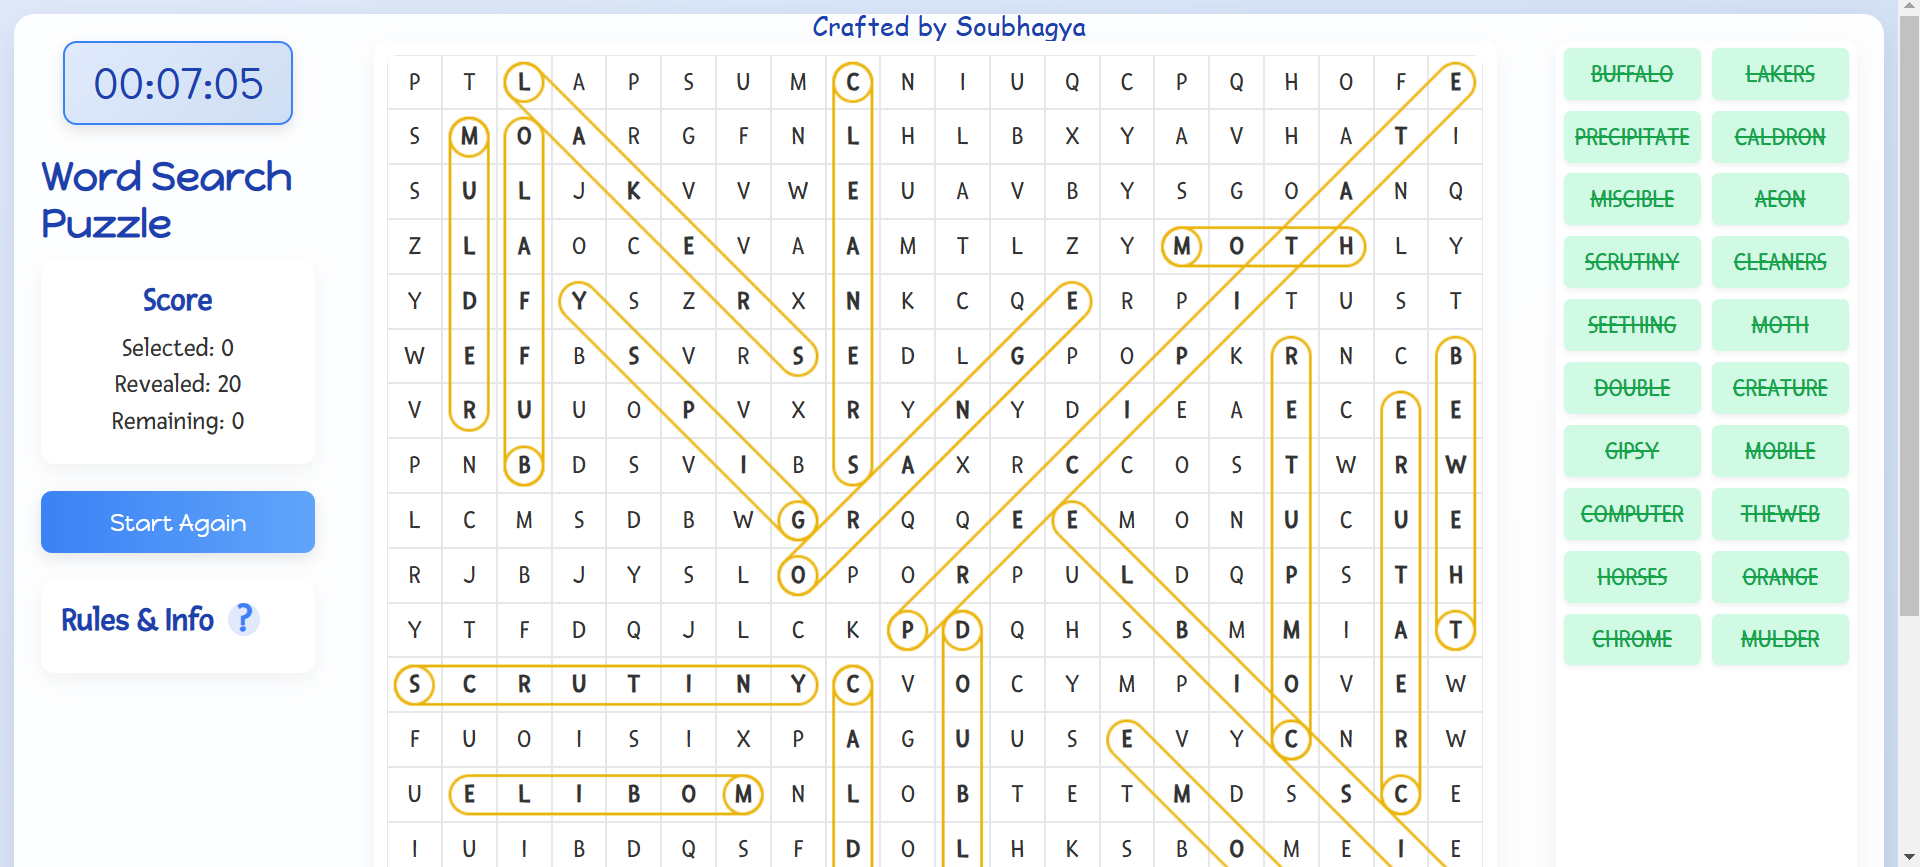 Crafted by Soubhagya
00:07:05
Word Search
Puzzle
Score
Selected: 0
Revealed: 20
Remaining: 0
Start Again
Rules & Info ?
P T L A P S U M C N I U Q C P Q H O F E
S M O A R G F N L H L B X Y A V H A T I
S U L J K V V W E U A V B Y S G O A N Q
Z L A O C E V A A M T L Z Y M O T H L Y
Y D F Y S Z R X N K C Q E R P I T U S T
W E F B S V R S E D L G P O P K R N C B
V R U U O P V X R Y N Y D I E A E C E E
P N B D S V I B S A X R C C O S T W R W
L C M S D B W G R Q Q E E M O N U C U E
R J B J Y S L O P O R P U L D Q P S T H
Y T F D Q J L C K P D Q H S B M M I A T
S C R U T I N Y C V O C Y M P I O V E W
F U O I S I X P A G U U S E V Y C N R W
U E L I B O M N L O B T E T M D S S C E
I U I B D Q S F D O L H K S B O M E I E
BUFFALO LAKERS
PRECIPITATE CALDRON
MISCIBLE AEON
SCRUTINY CLEANERS
SEETHING MOTH
DOUBLE CREATURE
GIPSY MOBILE
COMPUTER THEWEB
HORSES ORANGE
CHROME MULDER